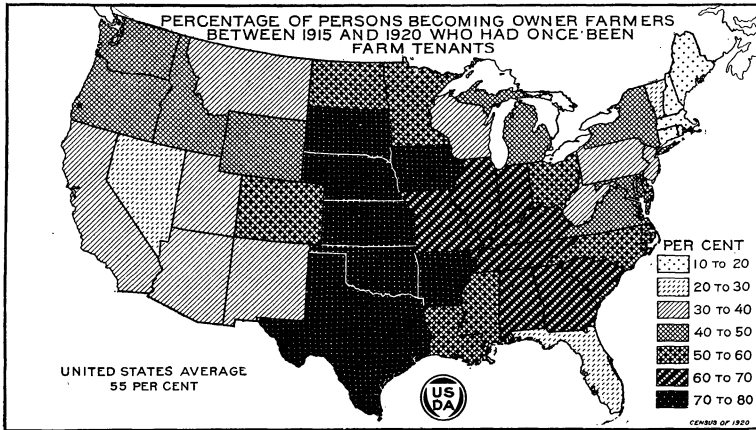 PERCENTAGE OF PERSONS BECOMING OWNER FARMERS
BETWEEN 1915 AND 1920 WHO HAD ONCE BEEN
FARM TENANTS
PER CENT
10 TO 20
20 TO 30
30 TO 40
40 TO 50
50 TO 60
60 TO 70
70 TO 80
UNITED STATES AVERAGE
55 PER CENT
US
DA
CENSUS OF 1920